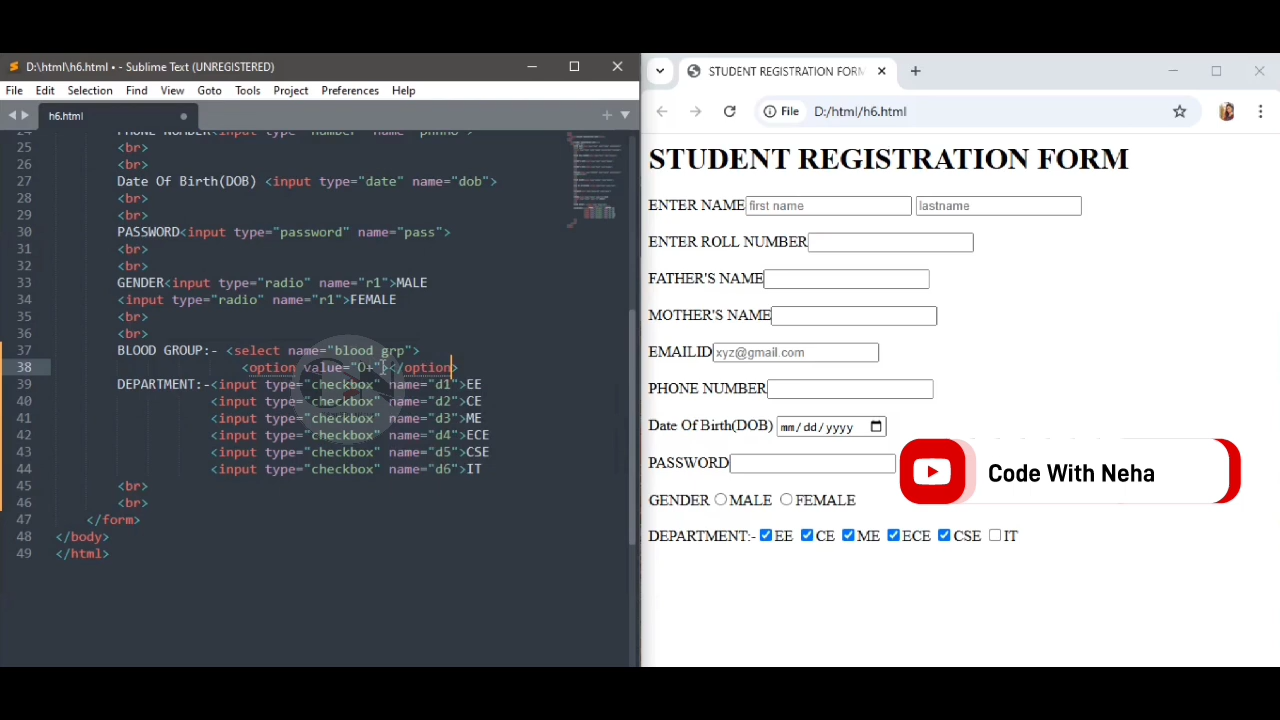 D:\html\h6.html • - Sublime Text (UNREGISTERED)
File Edit Selection Find View Goto Tools Project Preferences Help
h6.html
25 <br>
26 <br>
27 Date Of Birth(DOB) <input type="date" name="dob">
28 <br>
29 <br>
30 PASSWORD<input type="password" name="pass">
31 <br>
32 <br>
33 GENDER<input type="radio" name="r1">MALE
34 <input type="radio" name="r1">FEMALE
35 <br>
36 <br>
37 BLOOD GROUP:- <select name="blood grp">
38 <option value="O+"></option>
39 DEPARTMENT:-<input type="checkbox" name="d1">EE
40 <input type="checkbox" name="d2">CE
41 <input type="checkbox" name="d3">ME
42 <input type="checkbox" name="d4">ECE
43 <input type="checkbox" name="d5">CSE
44 <input type="checkbox" name="d6">IT
45 <br>
46 <br>
47 </form>
48 </body>
49 </html>
STUDENT REGISTRATION FORM
File D:/html/h6.html
STUDENT REGISTRATION FORM
ENTER NAME first name lastname
ENTER ROLL NUMBER
FATHER'S NAME
MOTHER'S NAME
EMAILID xyz@gmail.com
PHONE NUMBER
Date Of Birth(DOB) mm/dd/yyyy
PASSWORD
GENDER MALE FEMALE
DEPARTMENT:- EE CE ME ECE CSE IT
Code With Neha